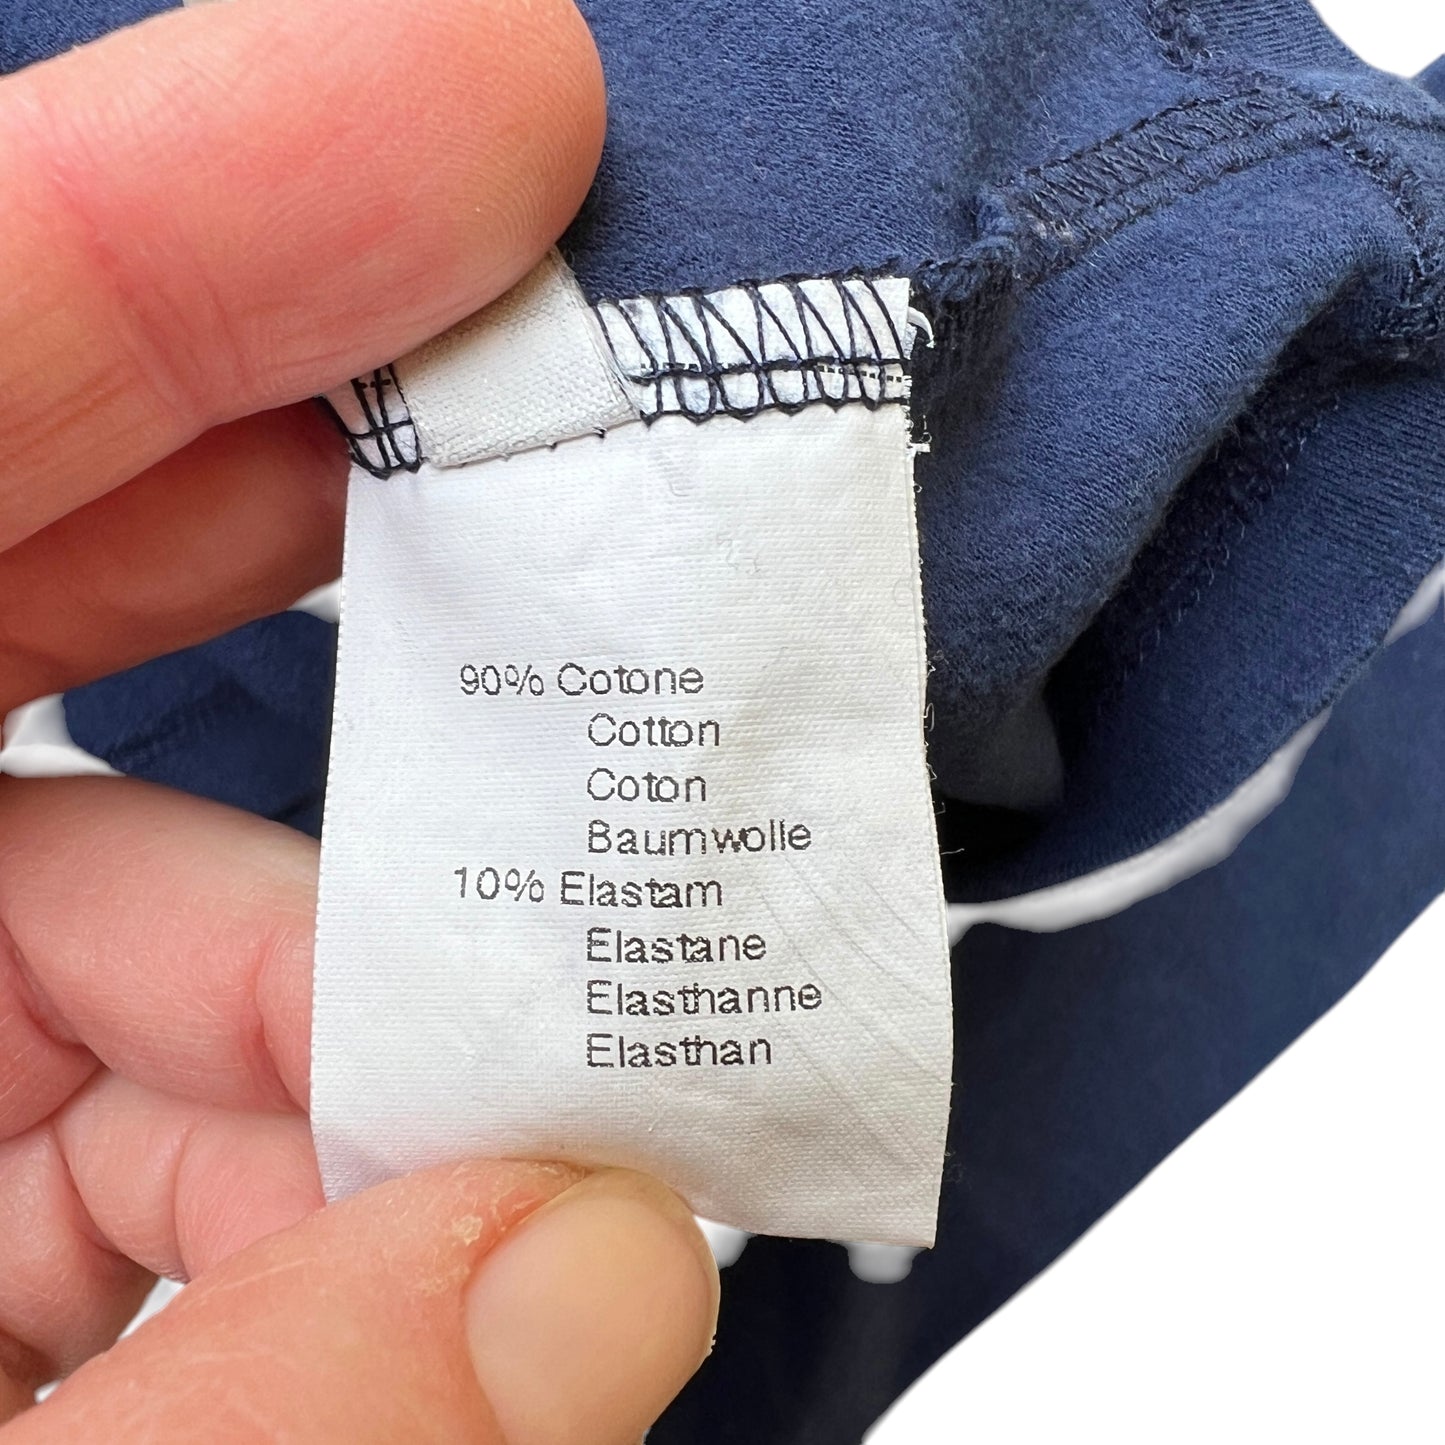 90% Cotone
Cotton
Coton
Baumwolle
10% Elastam
Elastane
Elasthanne
Elasthan